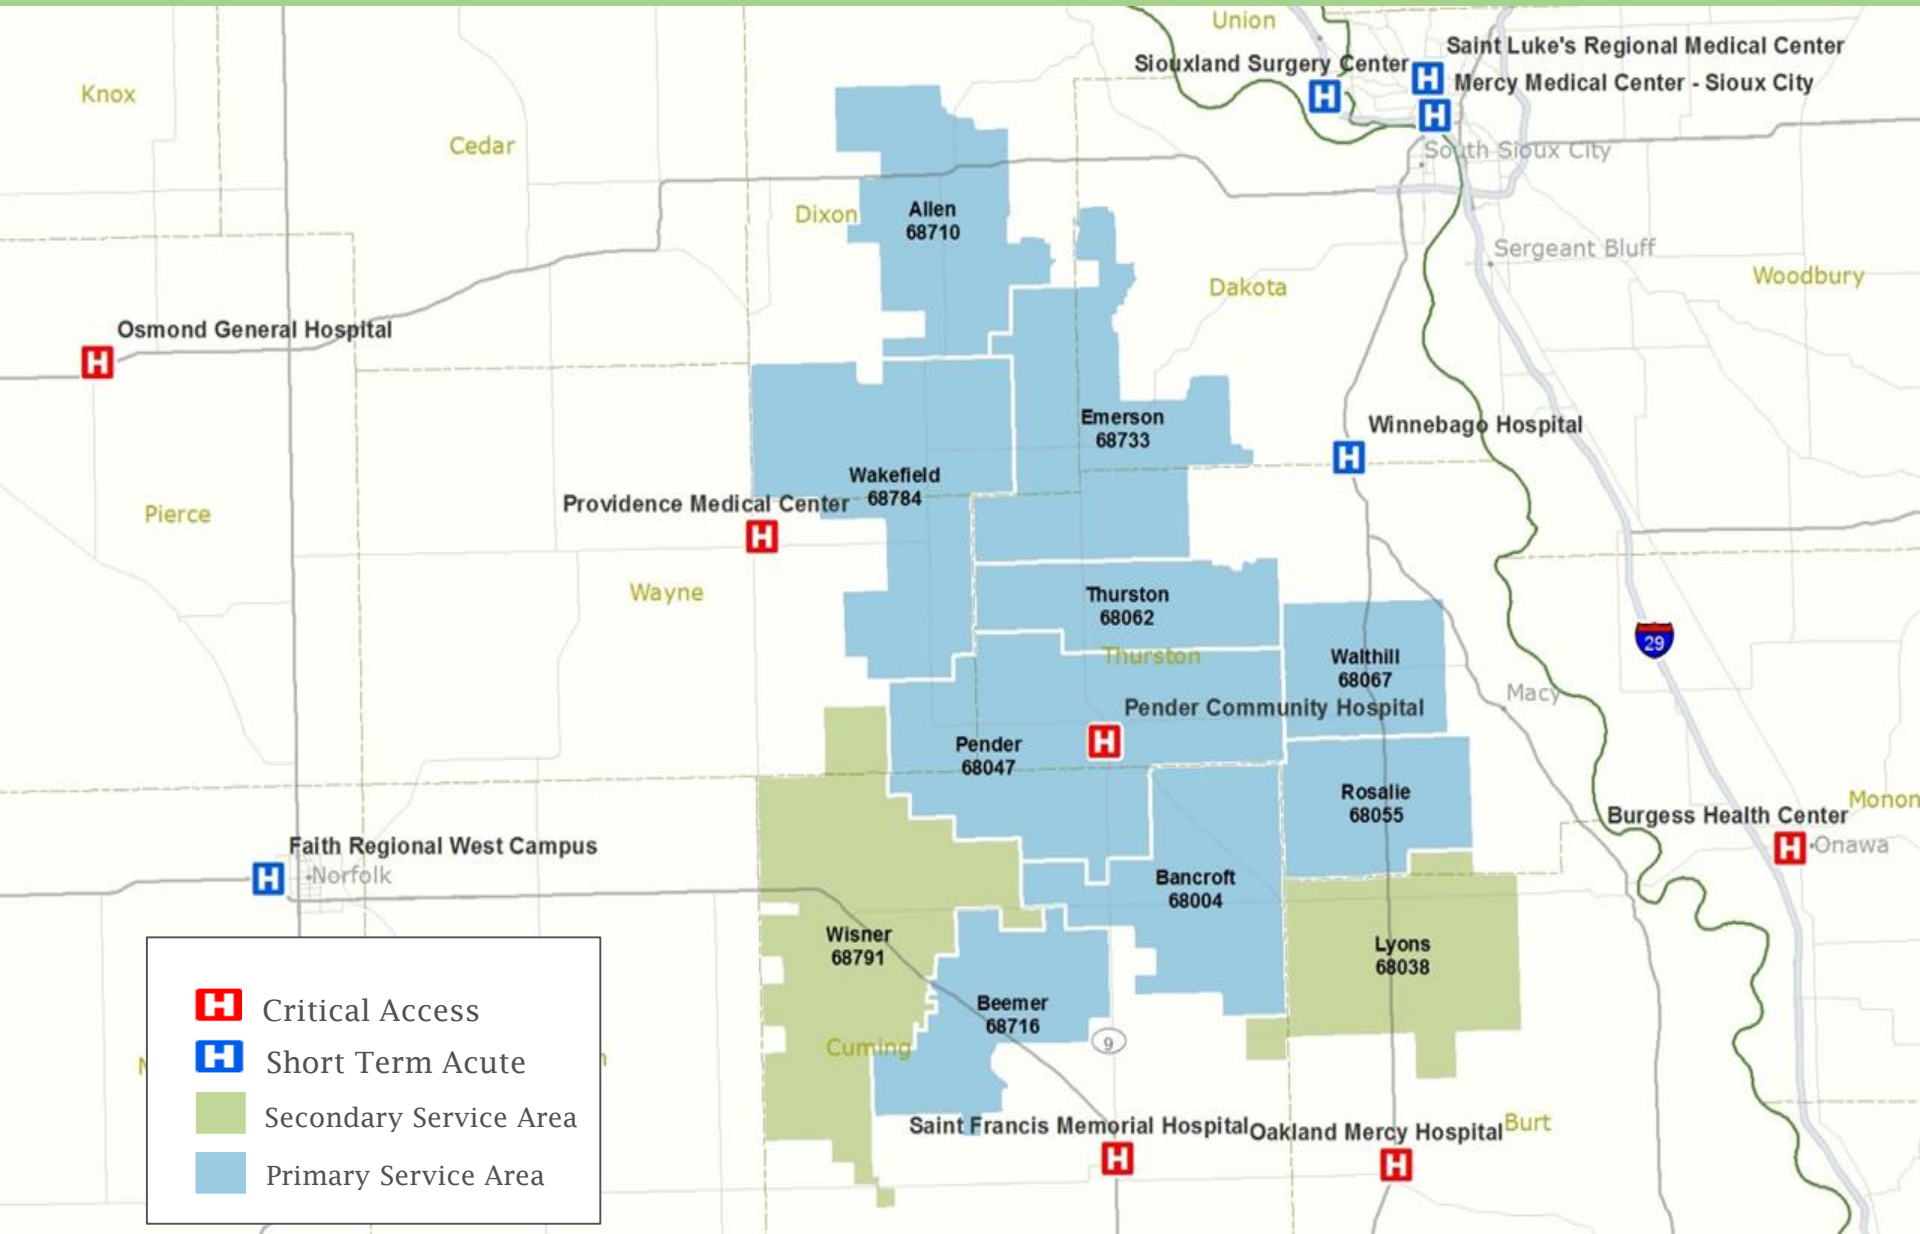 Union
Saint Luke's Regional Medical Center
Siouxland Surgery Center
H
H
Mercy Medical Center - Sioux City
H
Knox
Cedar
South Sioux City
Dixon
Allen
68710
Sergeant Bluff
Woodbury
Dakota
Osmond General Hospital
H
Emerson
68733
Winnebago Hospital
H
Wakefield
68784
Providence Medical Center
H
Pierce
Wayne
Thurston
68062
Thurston
29
Walthill
68067
Macy
Pender Community Hospital
H
Pender
68047
Rosalie
68055
Monon
Burgess Health Center
H
Onawa
Faith Regional West Campus
H
Norfolk
Bancroft
68004
Wisner
68791
Lyons
68038
Beemer
68716
9
Cuming
Saint Francis Memorial Hospital
H
Oakland Mercy Hospital
H
Burt
H Critical Access
H Short Term Acute
Secondary Service Area
Primary Service Area